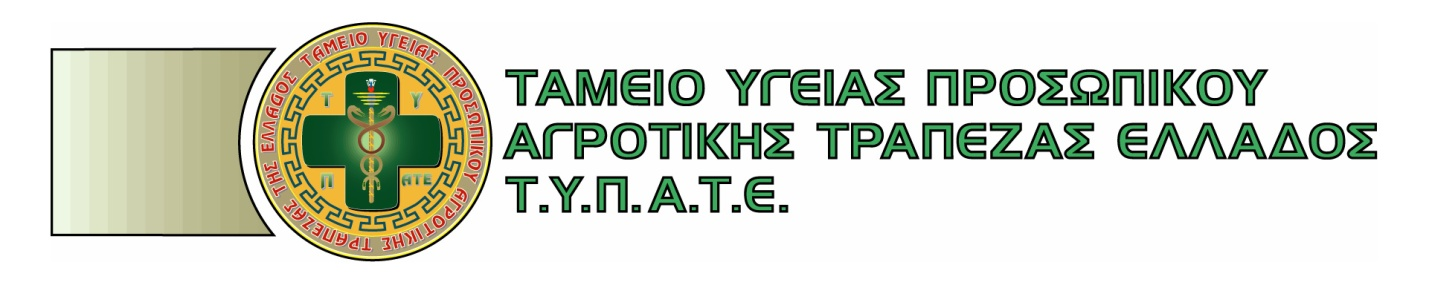 ΤΑΜΕΙΟ ΥΓΕΙΑΣ ΠΡΟΣΩΠΙΚΟΥ ΑΓΡΟΤΙΚΗΣ ΤΡΑΠΕΖΑΣ ΤΗΣ ΕΛΛΑΔΟΣ
Τ Υ
Π ΑΤΕ
ΤΑΜΕΙΟ ΥΓΕΙΑΣ ΠΡΟΣΩΠΙΚΟΥ
ΑΓΡΟΤΙΚΗΣ ΤΡΑΠΕΖΑΣ ΕΛΛΑΔΟΣ
Τ.Υ.Π.Α.Τ.Ε.